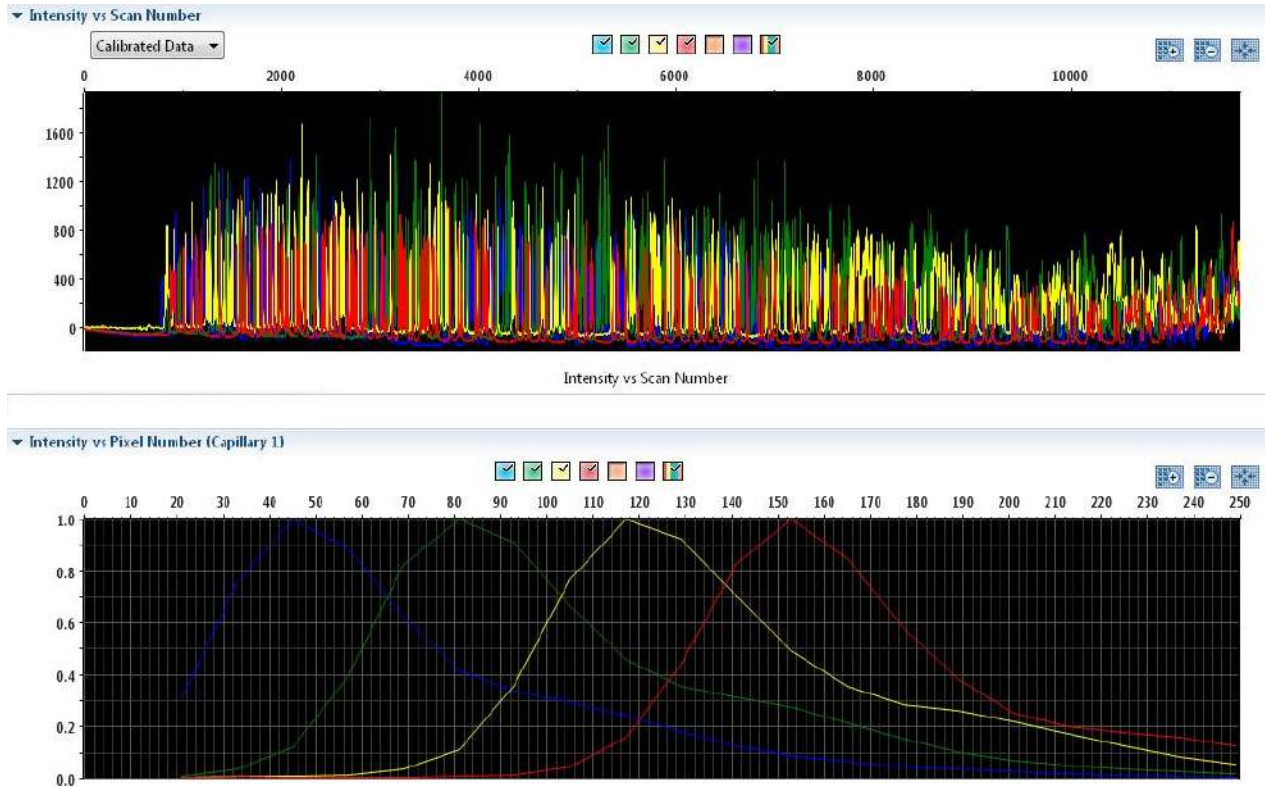 Intensity vs Scan Number
Calibrated Data
0 2000 4000 6000 8000 10000
1600
1200
800
400
0
Intensity vs Scan Number
Intensity vs Pixel Number (Capillary 1)
0 10 20 30 40 50 60 70 80 90 100 110 120 130 140 150 160 170 180 190 200 210 220 230 240 250
1.0
0.8
0.6
0.4
0.2
0.0